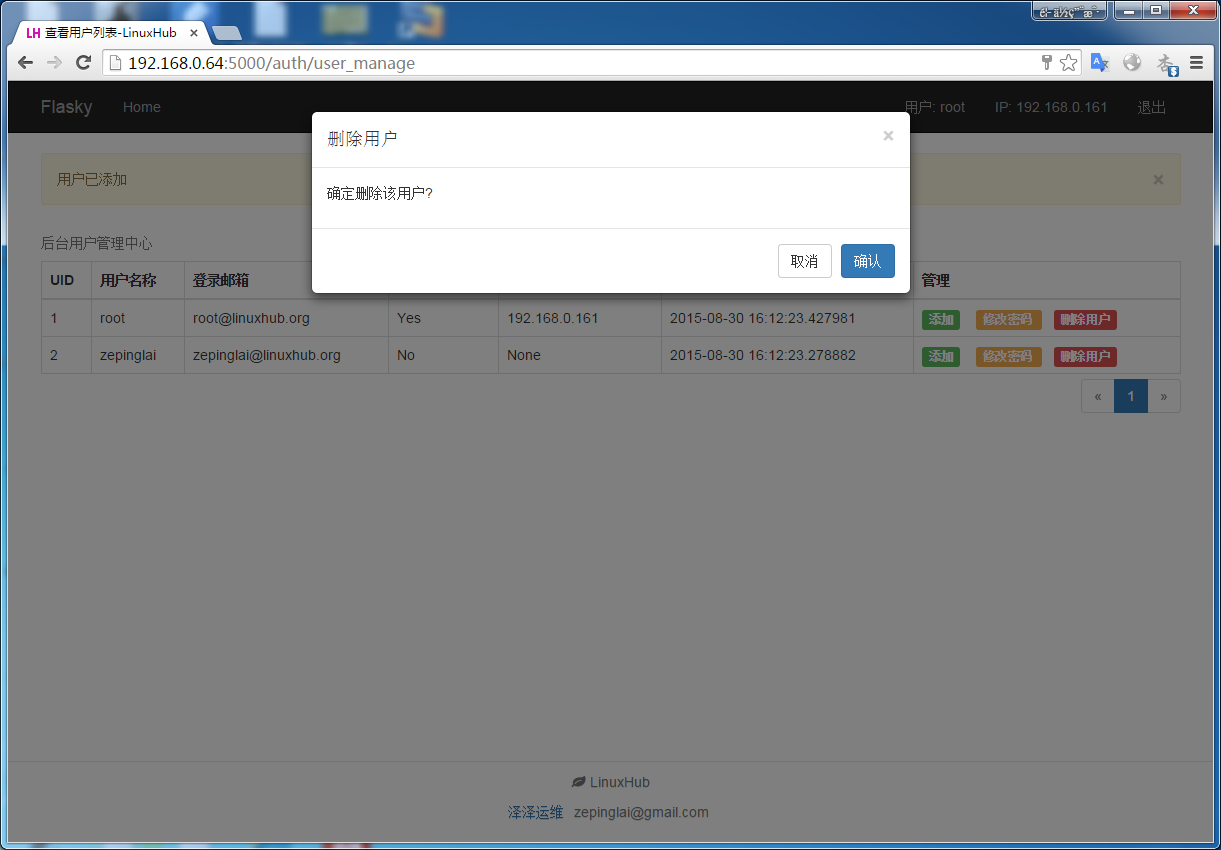 LH 查看用户列表-LinuxHub
192.168.0.64:5000/auth/user_manage
Flasky Home 用户: root IP: 192.168.0.161 退出
删除用户 ×
确定删除该用户?
取消 确认
用户已添加 ×
后台用户管理中心
UID 用户名称 登录邮箱 管理
1 root root@linuxhub.org Yes 192.168.0.161 2015-08-30 16:12:23.427981 添加 修改密码 删除用户
2 zepinglai zepinglai@linuxhub.org No None 2015-08-30 16:12:23.278882 添加 修改密码 删除用户
« 1 »
LinuxHub
泽泽运维 zepinglai@gmail.com